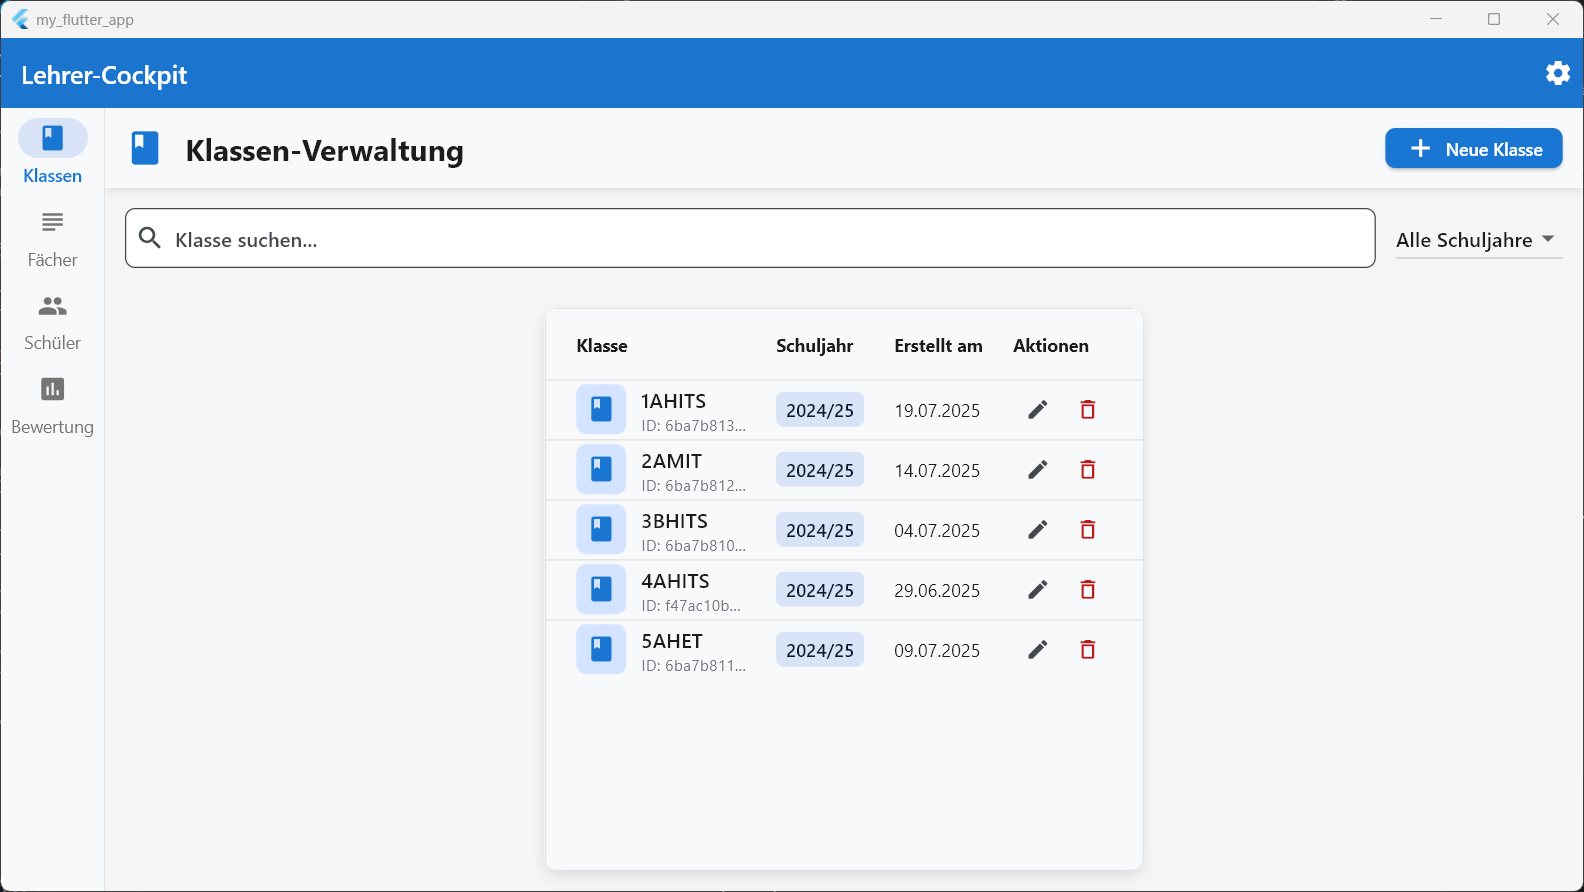 my_flutter_app
Lehrer-Cockpit
Klassen
Fächer
Schüler
Bewertung
Klassen-Verwaltung
Neue Klasse
Klasse suchen...
Alle Schuljahre
Klasse Schuljahr Erstellt am Aktionen
1AHITS
ID: 6ba7b813...
2024/25 19.07.2025
2AMIT
ID: 6ba7b812...
2024/25 14.07.2025
3BHITS
ID: 6ba7b810...
2024/25 04.07.2025
4AHITS
ID: f47ac10b...
2024/25 29.06.2025
5AHET
ID: 6ba7b811...
2024/25 09.07.2025